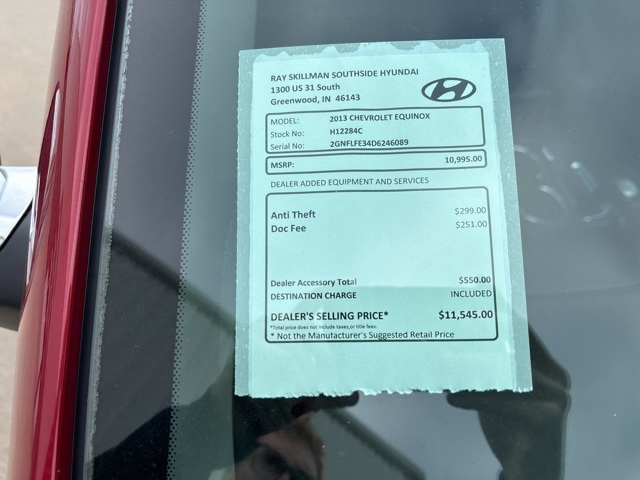 RAY SKILLMAN SOUTHSIDE HYUNDAI
1300 US 31 South
Greenwood, IN 46143
MODEL: 2013 CHEVROLET EQUINOX
Stock No: H12284C
Serial No: 2GNFLFE34D6246089
MSRP: 10,995.00
DEALER ADDED EQUIPMENT AND SERVICES
Anti Theft $299.00
Doc Fee $251.00
Dealer Accessory Total $550.00
DESTINATION CHARGE INCLUDED
DEALER'S SELLING PRICE* $11,545.00
*Total price does not include taxes,or title fees.
* Not the Manufacturer's Suggested Retail Price